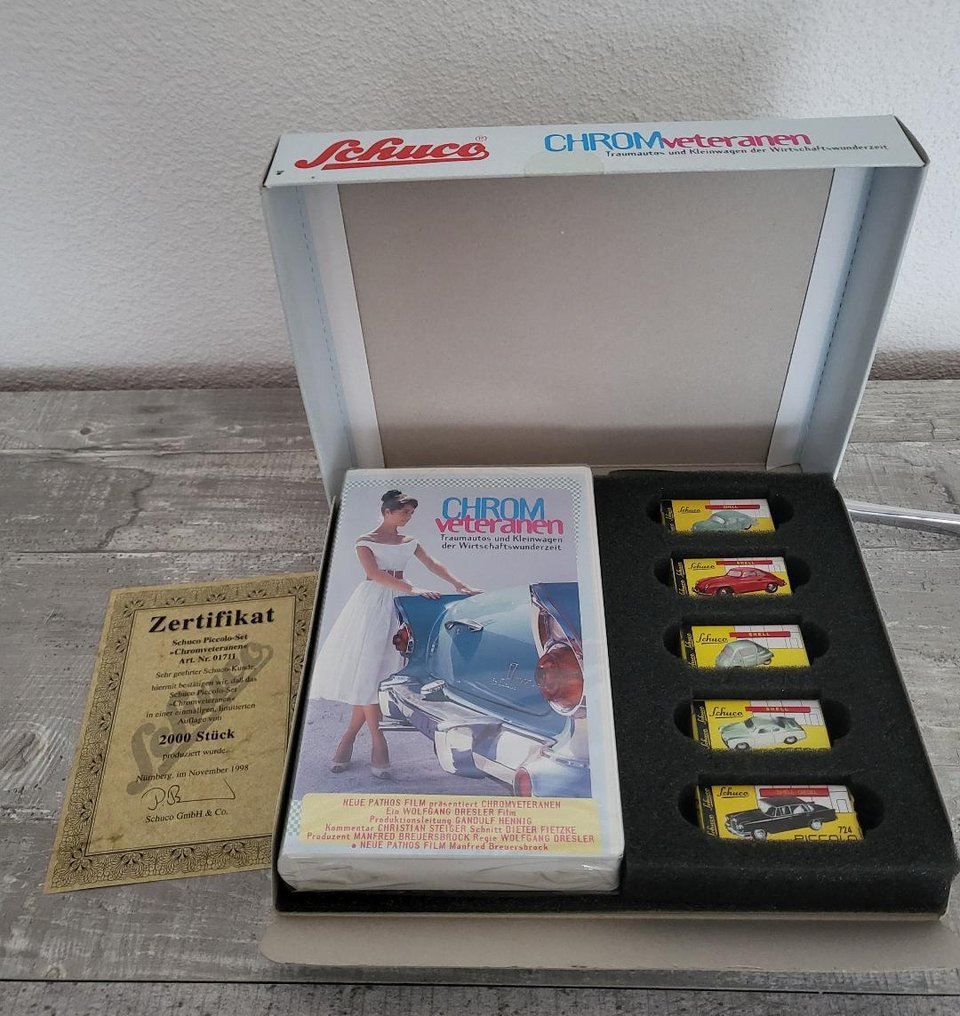 Schuco
CHROMveteranen
Traumautos und Kleinwagen der Wirtschaftswunderzeit
CHROM
veteranen
Traumautos und Kleinwagen
der Wirtschaftswunderzeit
NEUE PATHOS FILM präsentiert CHROMVETERANEN
Ein WOLFGANG DRESLER Film
Produktionsleitung GANDULF HENNIG
Kommentar CHRISTIAN STEIGER Schnitt DIETER FIETZKE
Produzent MANFRED BREUERSBROCK Regie WOLFGANG DRESLER
NEUE PATHOS FILM Manfred Breuersbrock
Zertifikat
Schuco Piccolo-Set
»Chromveteranen«
Art. Nr. 01711
Sehr geehrter Schuco-Kunde,
hiermit bestätigen wir, daß das
Schuco Piccolo-Set
»Chromveteranen«
in einer einmaligen, limitierten
Auflage von
2000 Stück
produziert wurde.
Nürnberg, im November 1998
Schuco GmbH & Co.
Schuco
SHELL
Schuco
SHELL
Schuco
SHELL
Schuco
SHELL
Schuco
724
PICCOLO